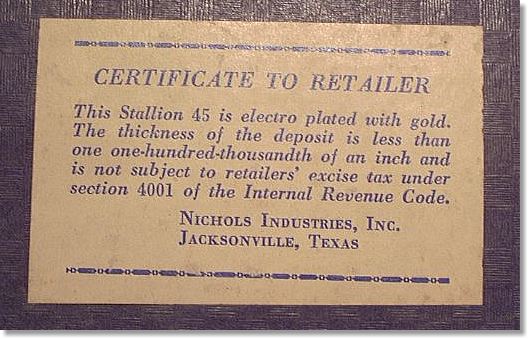 CERTIFICATE TO RETAILER
This Stallion 45 is electro plated with gold.
The thickness of the deposit is less than
one one-hundred-thousandth of an inch and
is not subject to retailers' excise tax under
section 4001 of the Internal Revenue Code.
NICHOLS INDUSTRIES, INC.
JACKSONVILLE, TEXAS